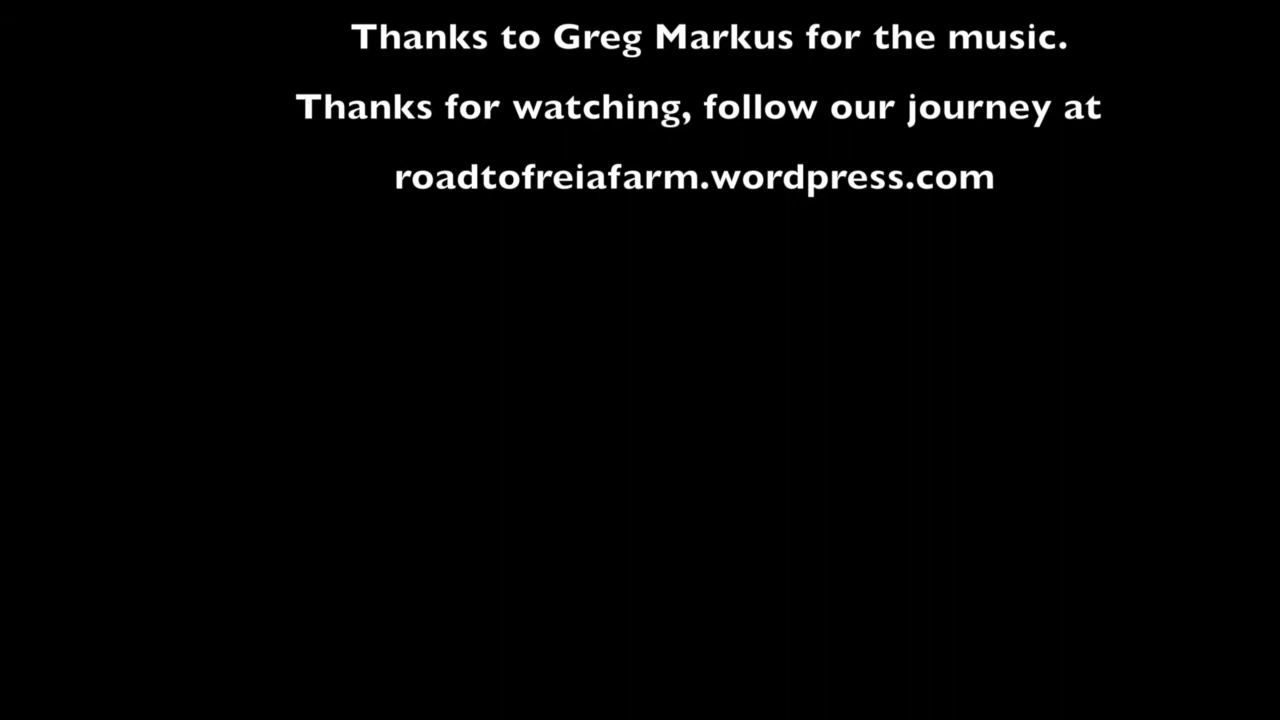 Thanks to Greg Markus for the music.
Thanks for watching, follow our journey at
roadtofreiafarm.wordpress.com